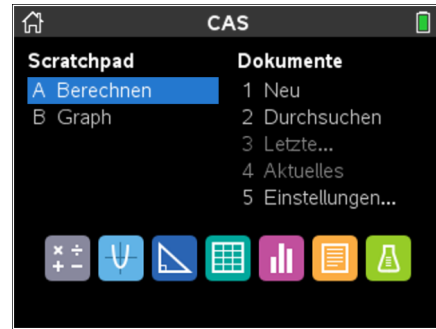 CAS
Scratchpad
A Berechnen
B Graph
Dokumente
1 Neu
2 Durchsuchen
3 Letzte...
4 Aktuelles
5 Einstellungen...